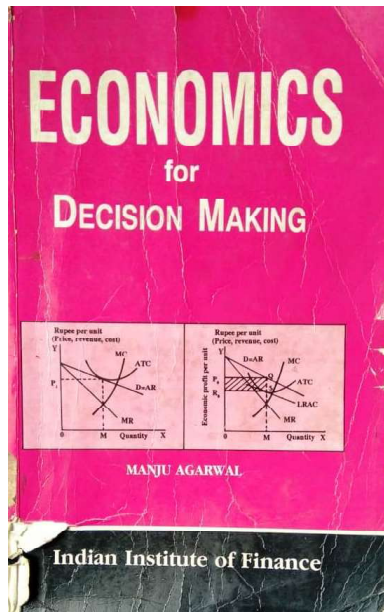 ECONOMICS
for
DECISION MAKING
Rupee per unit
(Price, revenue, cost)
Y
MC
ATC
P₁
D=AR
MR
0
M
Quantity
X
Rupee per unit
(Price, revenue, cost)
Y
D=AR
MC
Economic profit per unit
Q
ATC
LRAC
MR
0
M
Quantity
X
MANJU AGARWAL
Indian Institute of Finance